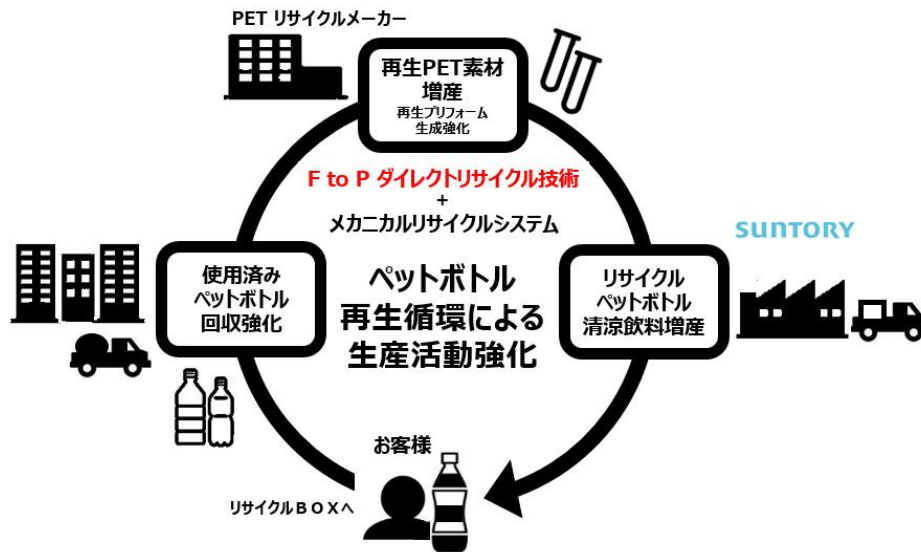 PET リサイクルメーカー
再生PET素材
増産
再生プリフォーム
生成強化
F to P ダイレクトリサイクル技術
+
メカニカルリサイクルシステム
SUNTORY
使用済み
ペットボトル
回収強化
ペットボトル
再生循環による
生産活動強化
リサイクル
ペットボトル
清涼飲料増産
お客様
リサイクルＢＯＸへ